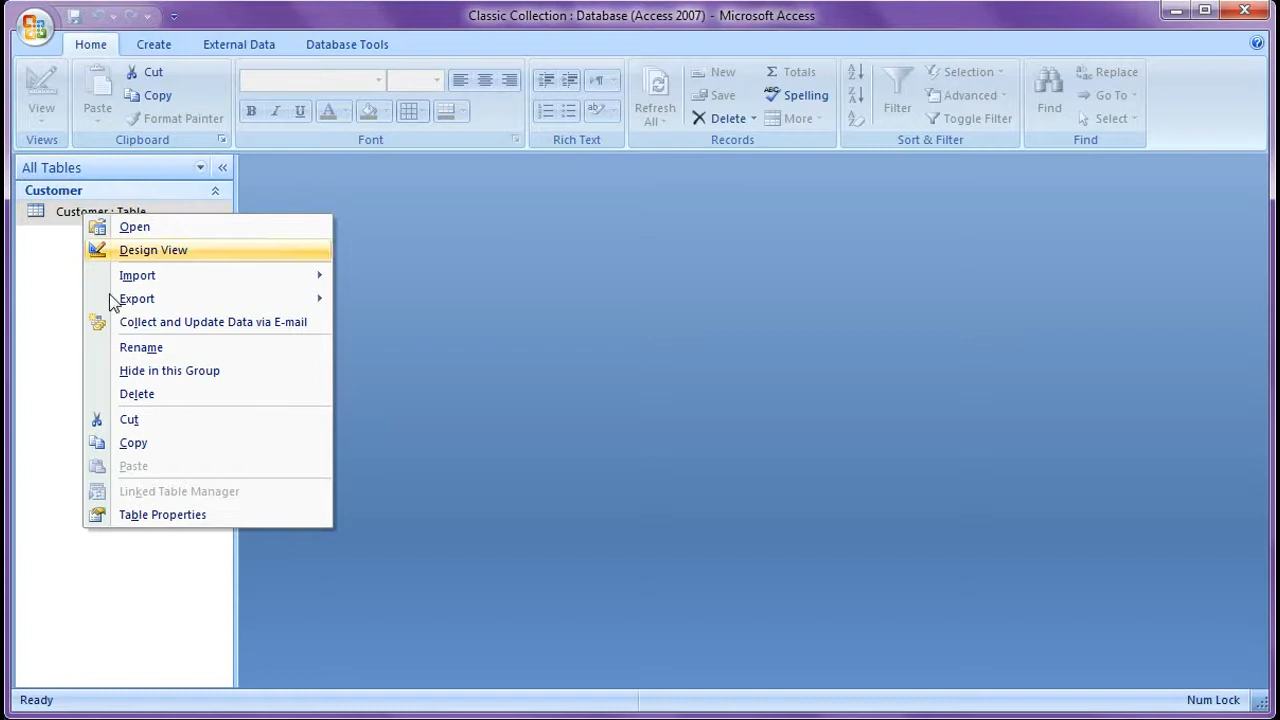 Classic Collection : Database (Access 2007) - Microsoft Access
Home Create External Data Database Tools
View
Views
Paste
Cut
Copy
Format Painter
Clipboard
B I U A
Font
Rich Text
Refresh
All
New
Save
Delete
Totals
Spelling
More
Records
Filter
Selection
Advanced
Toggle Filter
Sort & Filter
Find
Replace
Go To
Select
Find
All Tables
Customer
Customer : Table
Open
Design View
Import
Export
Collect and Update Data via E-mail
Rename
Hide in this Group
Delete
Cut
Copy
Paste
Linked Table Manager
Table Properties
Ready
Num Lock